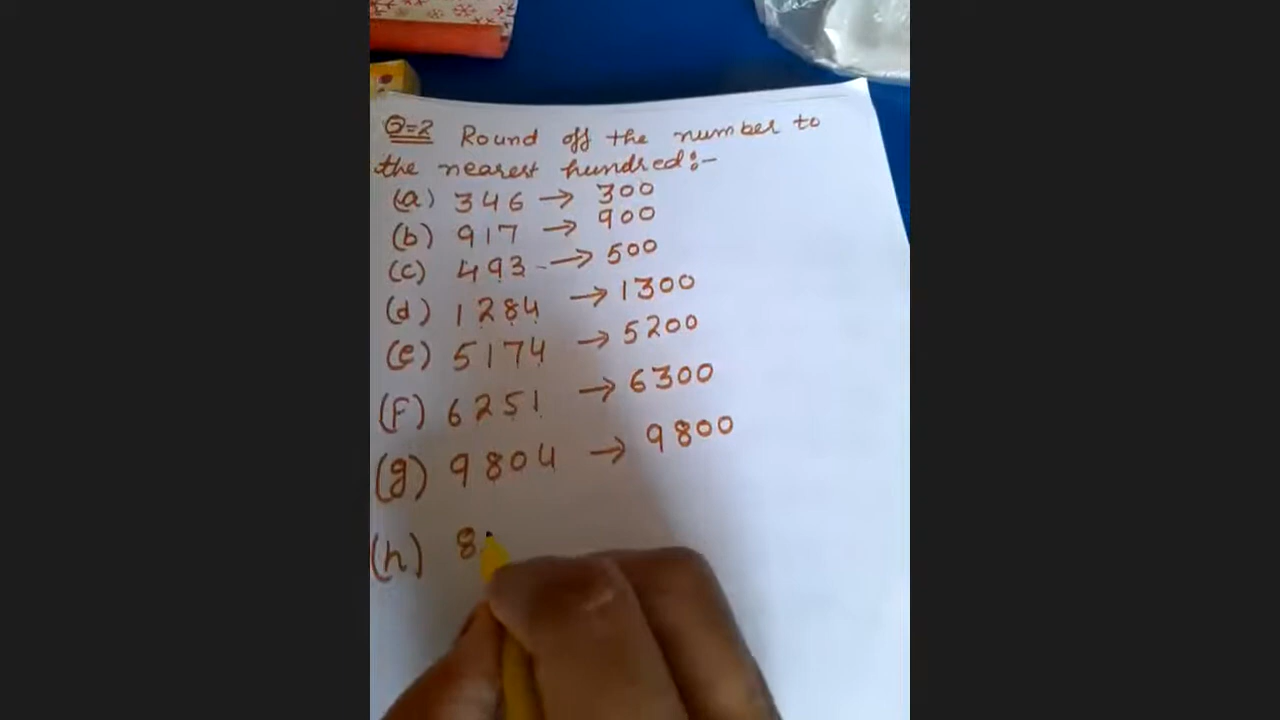 Q=2 Round off the number to
the nearest hundred:-
(a) 346 → 300
(b) 917 → 900
(c) 493 → 500
(d) 1284 → 1300
(e) 5174 → 5200
(F) 6251 → 6300
(g) 9804 → 9800
(h) 8